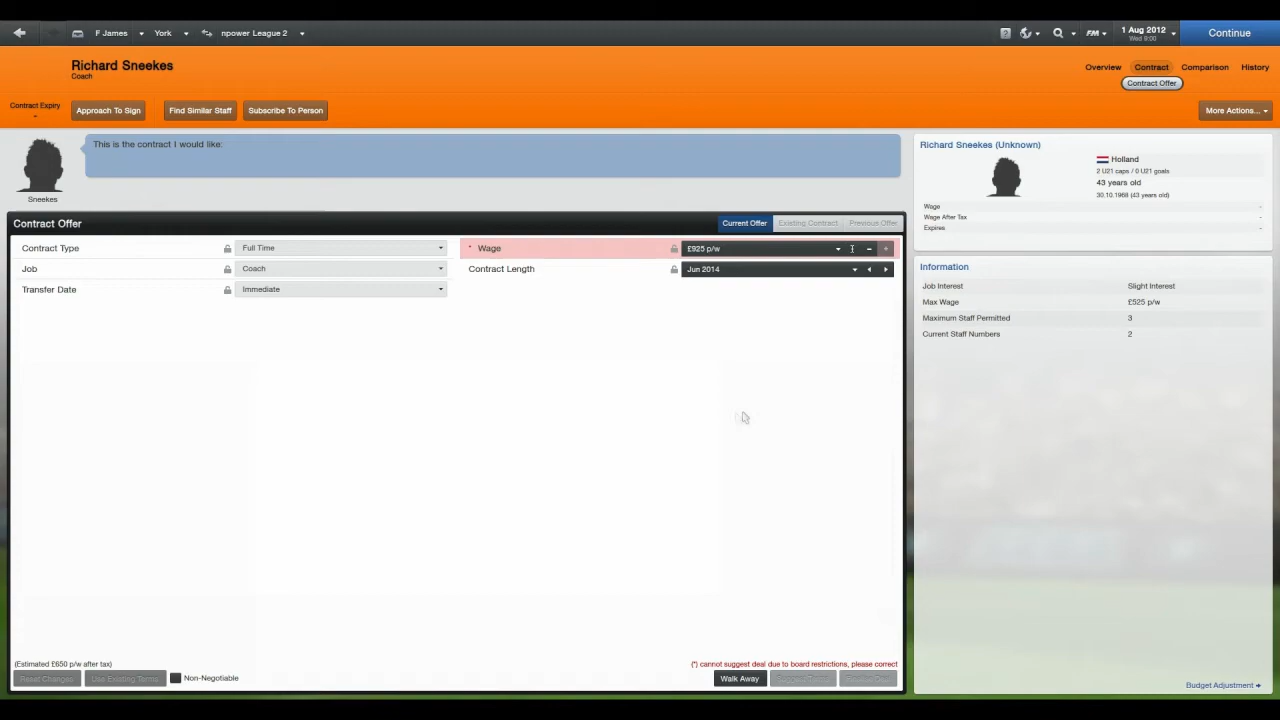 F James
York
npower League 2
FM
1 Aug 2012
Wed 9:00
Continue
Richard Sneekes
Coach
Overview
Contract
Comparison
History
Contract Offer
Contract Expiry
-
Approach To Sign
Find Similar Staff
Subscribe To Person
More Actions...
This is the contract I would like:
Sneekes
Richard Sneekes (Unknown)
Holland
2 U21 caps / 0 U21 goals
43 years old
30.10.1968 (43 years old)
Wage -
Wage After Tax -
Expires -
Contract Offer
Current Offer
Existing Contract
Previous Offer
Contract Type Full Time
* Wage £925 p/w
Job Coach
Contract Length Jun 2014
Transfer Date Immediate
Information
Job Interest Slight Interest
Max Wage £525 p/w
Maximum Staff Permitted 3
Current Staff Numbers 2
(Estimated £650 p/w after tax)
(*) cannot suggest deal due to board restrictions, please correct
Reset Changes
Use Existing Terms
Non-Negotiable
Walk Away
Suggest Terms
Budget Adjustment